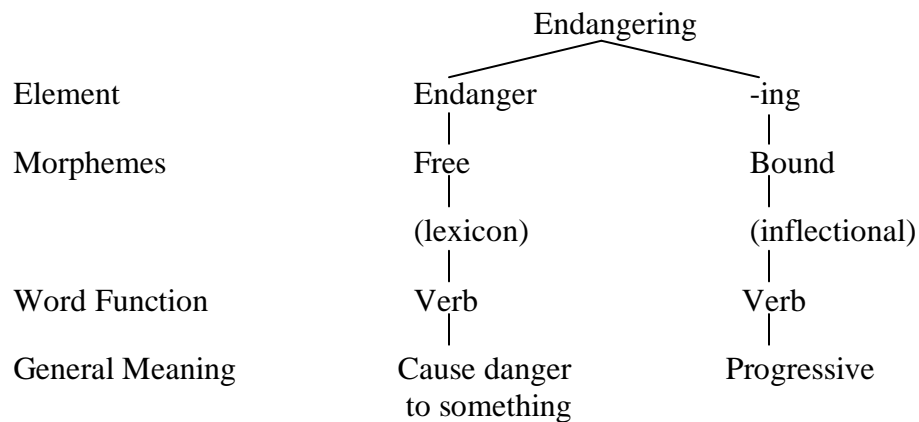 Endangering
Element Endanger -ing
Morphemes Free Bound
(lexicon) (inflectional)
Word Function Verb Verb
General Meaning Cause danger Progressive
to something